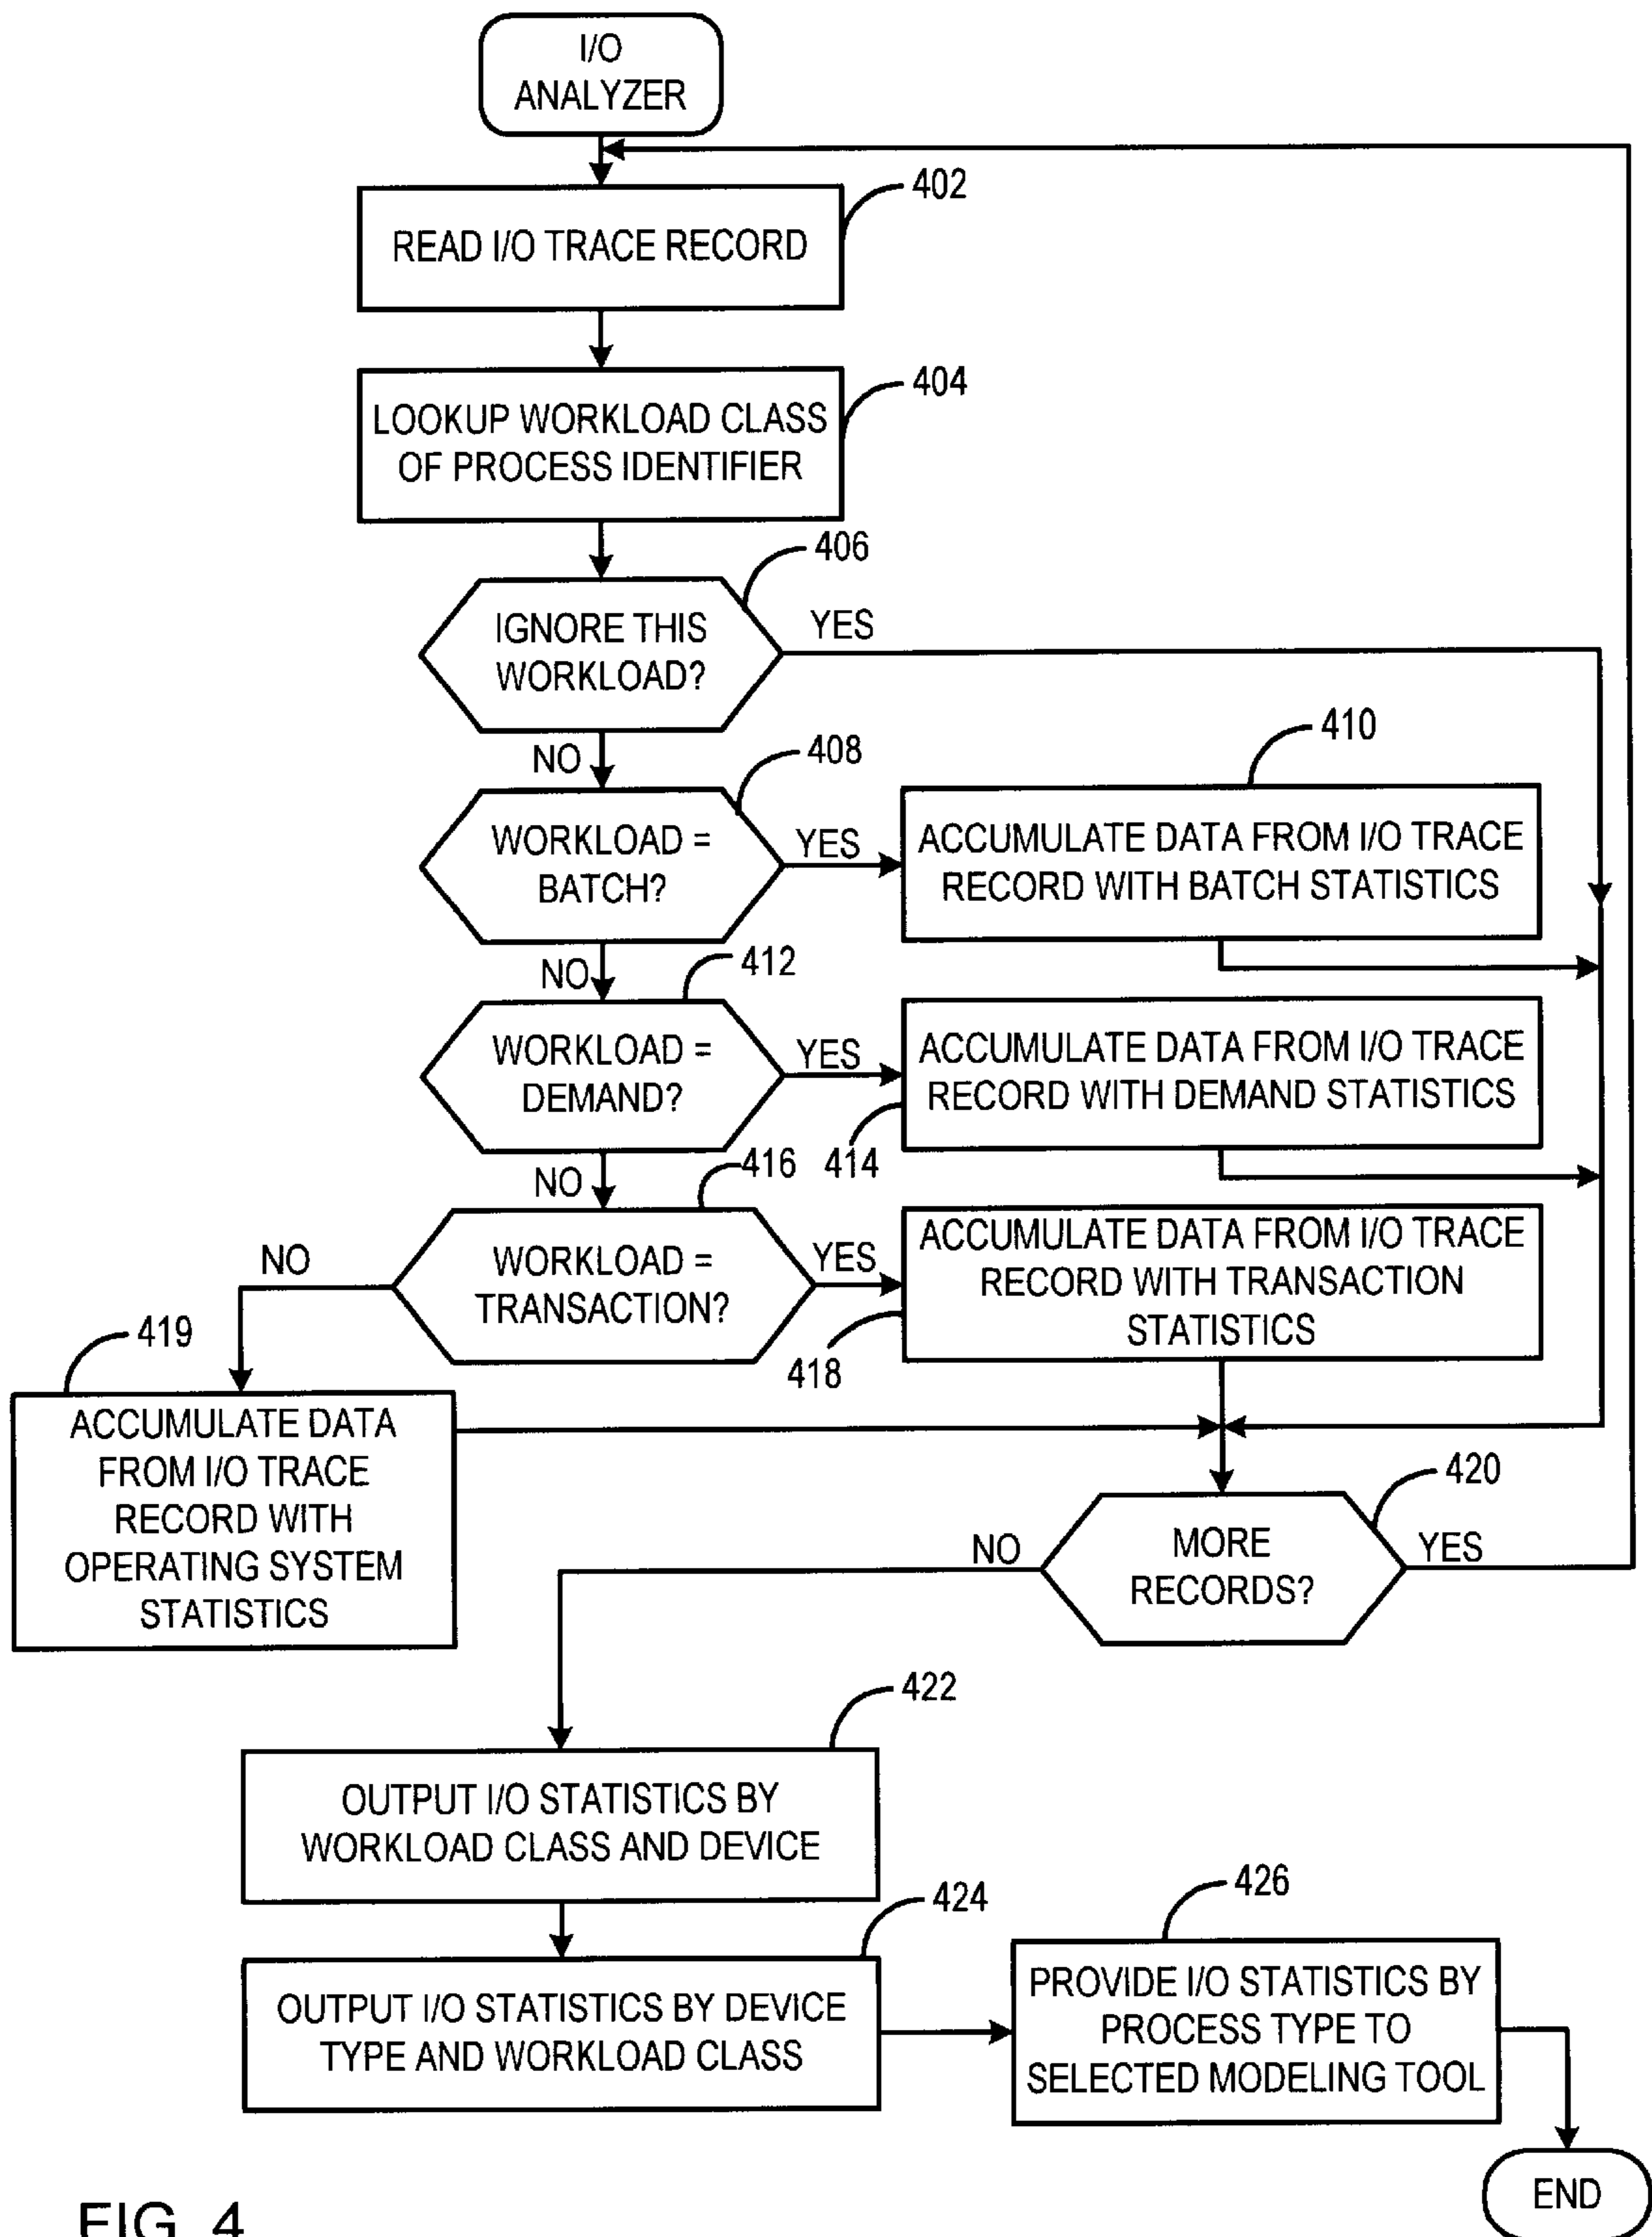 I/O
ANALYZER
402
READ I/O TRACE RECORD
404
LOOKUP WORKLOAD CLASS
OF PROCESS IDENTIFIER
406
IGNORE THIS
WORKLOAD?
YES
NO
408
410
WORKLOAD =
BATCH?
YES
ACCUMULATE DATA FROM I/O TRACE
RECORD WITH BATCH STATISTICS
NO
412
WORKLOAD =
DEMAND?
YES
ACCUMULATE DATA FROM I/O TRACE
RECORD WITH DEMAND STATISTICS
414
NO
416
WORKLOAD =
TRANSACTION?
YES
ACCUMULATE DATA FROM I/O TRACE
RECORD WITH TRANSACTION
STATISTICS
418
NO
419
ACCUMULATE DATA
FROM I/O TRACE
RECORD WITH
OPERATING SYSTEM
STATISTICS
420
MORE
RECORDS?
YES
NO
422
OUTPUT I/O STATISTICS BY
WORKLOAD CLASS AND DEVICE
424
OUTPUT I/O STATISTICS BY DEVICE
TYPE AND WORKLOAD CLASS
426
PROVIDE I/O STATISTICS BY
PROCESS TYPE TO
SELECTED MODELING TOOL
END
FIG. 4